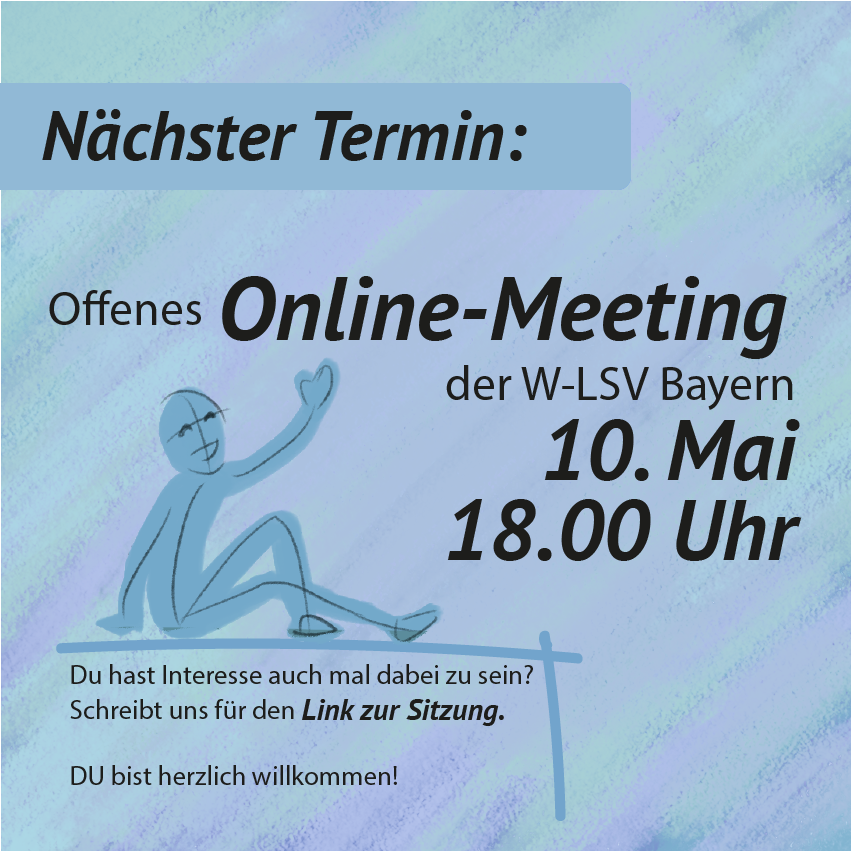 Nächster Termin:
Offenes Online-Meeting
der W-LSV Bayern
10. Mai
18.00 Uhr
Du hast Interesse auch mal dabei zu sein?
Schreibt uns für den Link zur Sitzung.
DU bist herzlich willkommen!